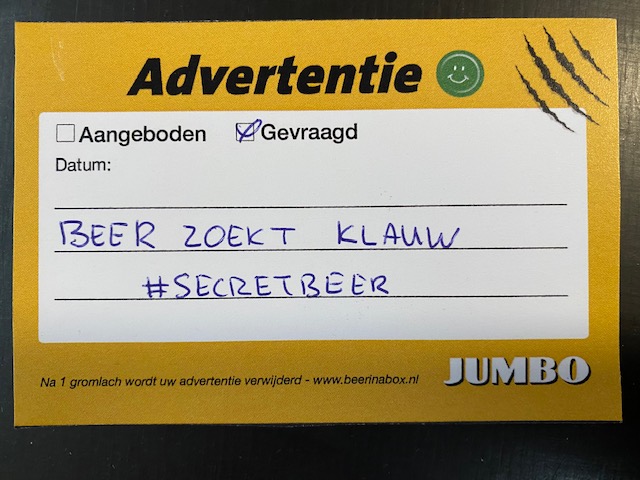 Advertentie
Aangeboden Gevraagd
Datum:
BEER ZOEKT KLAUW
#SECRETBEER
Na 1 gromlach wordt uw advertentie verwijderd - www.beerinabox.nl
JUMBO